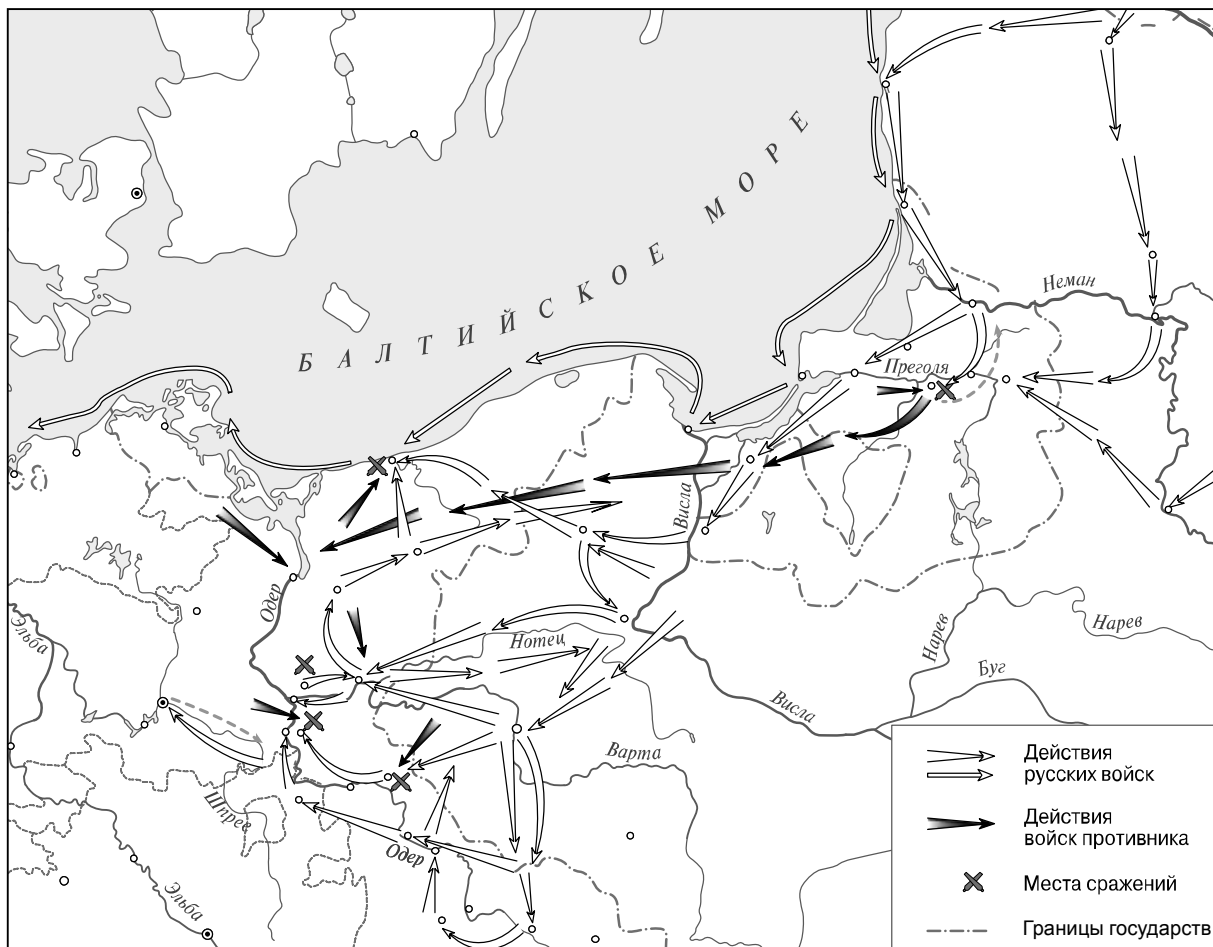 БАЛТИЙСКОЕ МОРЕ
Неман
Преголя
Висла
Одер
Эльба
Нотец
Нарев
Нарев
Буг
Висла
Варта
Шпрее
Одер
Эльба
Действия
русских войск
Действия
войск противника
Места сражений
Границы государств